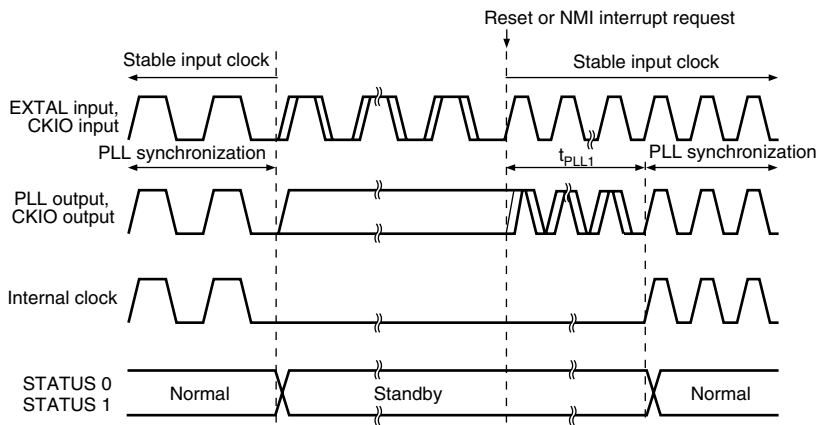 Reset or NMI interrupt request
Stable input clock
Stable input clock
EXTAL input,
CKIO input
PLL synchronization
tPLL1
PLL synchronization
PLL output,
CKIO output
Internal clock
STATUS 0
STATUS 1
Normal
Standby
Normal